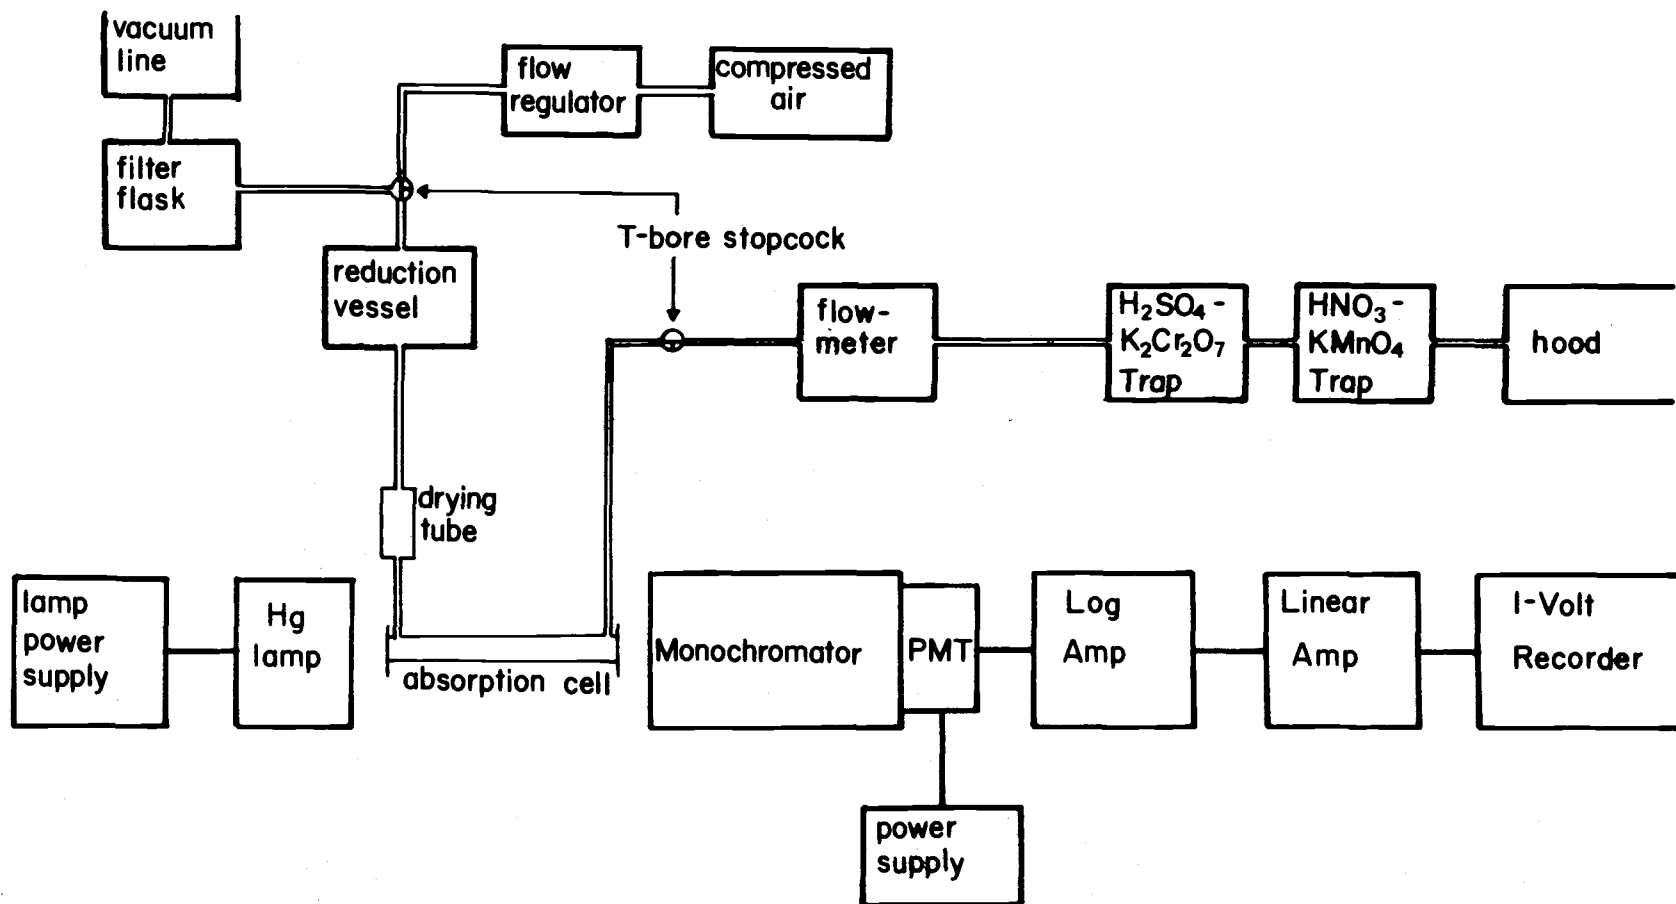 vacuum
line
flow
regulator
compressed
air
filter
flask
T-bore stopcock
reduction
vessel
flow-
meter
H₂SO₄-
K₂Cr₂O₇
Trap
HNO₃-
KMnO₄
Trap
hood
drying
tube
lamp
power
supply
Hg
lamp
absorption cell
Monochromator
PMT
Log
Amp
Linear
Amp
1-Volt
Recorder
power
supply